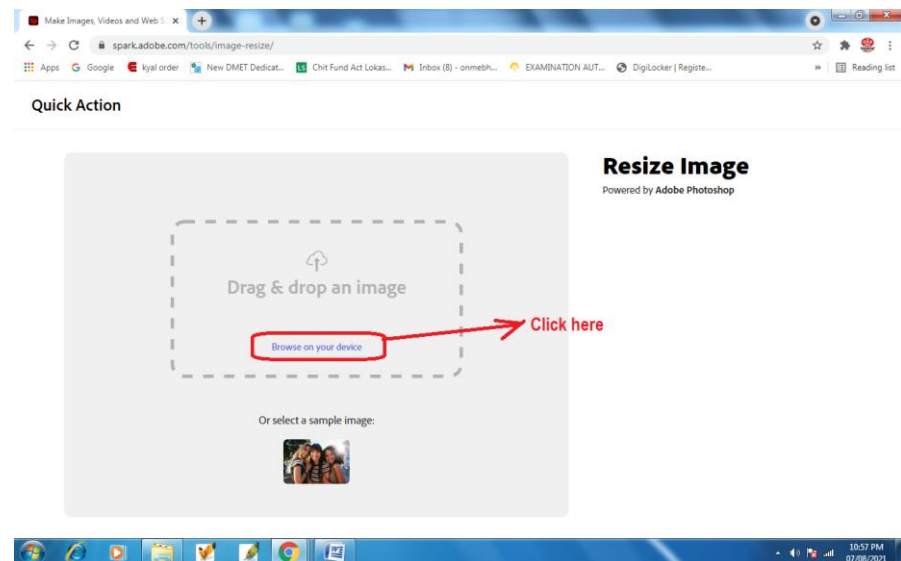 Make Images, Videos and Web S
spark.adobe.com/tools/image-resize/
Apps Google kyal order New DMET Dedicat... Chit Fund Act Lokas... Inbox (8) - onmebh... EXAMINATION AUT... DigiLocker | Registe... » Reading list
Quick Action
Resize Image
Powered by Adobe Photoshop
Drag & drop an image
Click here
Browse on your device
Or select a sample image:
10:57 PM
07/08/2021